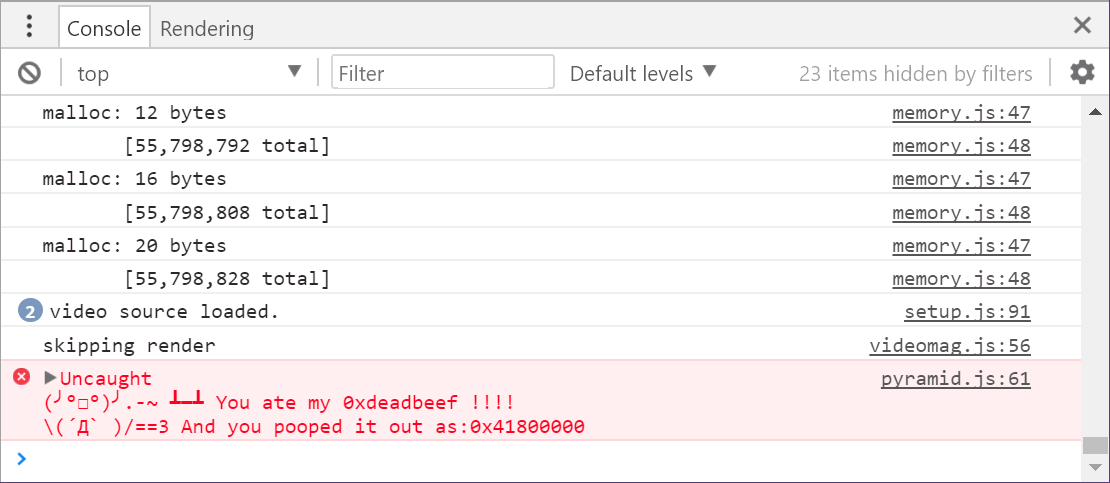 Console Rendering
top Filter Default levels 23 items hidden by filters
malloc: 12 bytes memory.js:47
[55,798,792 total] memory.js:48
malloc: 16 bytes memory.js:47
[55,798,808 total] memory.js:48
malloc: 20 bytes memory.js:47
[55,798,828 total] memory.js:48
2 video source loaded. setup.js:91
skipping render videomag.js:56
Uncaught pyramid.js:61
(╯°□°)╯.-~ ┻━┻ You ate my 0xdeadbeef !!!!
\(´Д` )/==3 And you pooped it out as:0x41800000